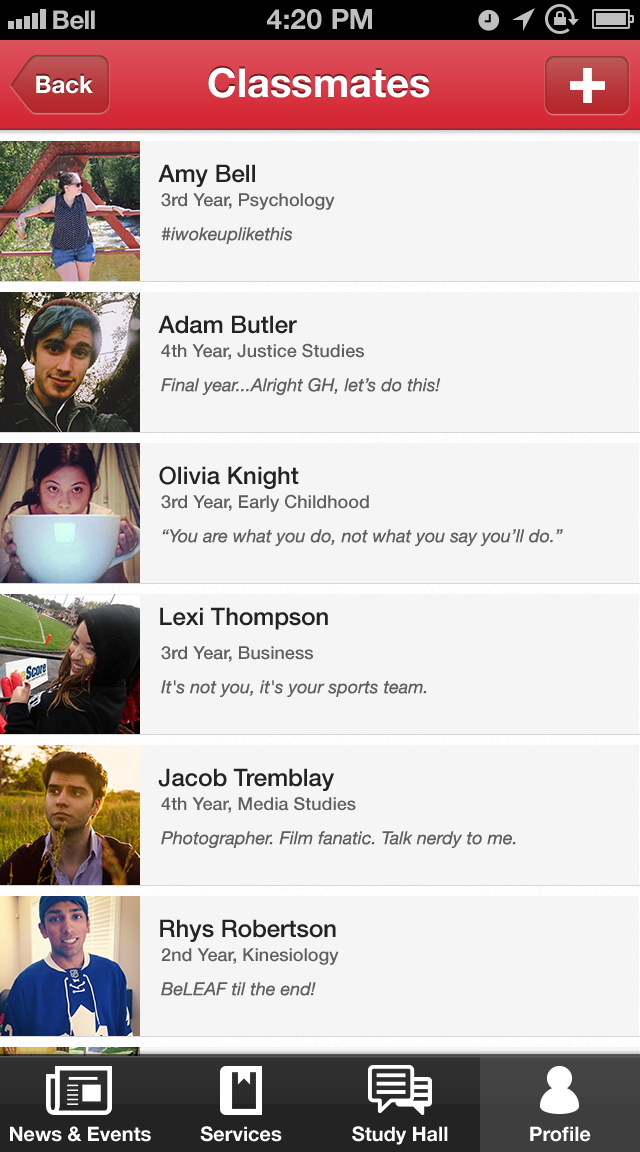 Bell 4:20 PM
Back Classmates
Amy Bell
3rd Year, Psychology
#iwokeuplikethis
Adam Butler
4th Year, Justice Studies
Final year...Alright GH, let’s do this!
Olivia Knight
3rd Year, Early Childhood
“You are what you do, not what you say you’ll do.”
Lexi Thompson
3rd Year, Business
It's not you, it's your sports team.
Score
Jacob Tremblay
4th Year, Media Studies
Photographer. Film fanatic. Talk nerdy to me.
Rhys Robertson
2nd Year, Kinesiology
BeLEAF til the end!
News & Events Services Study Hall Profile